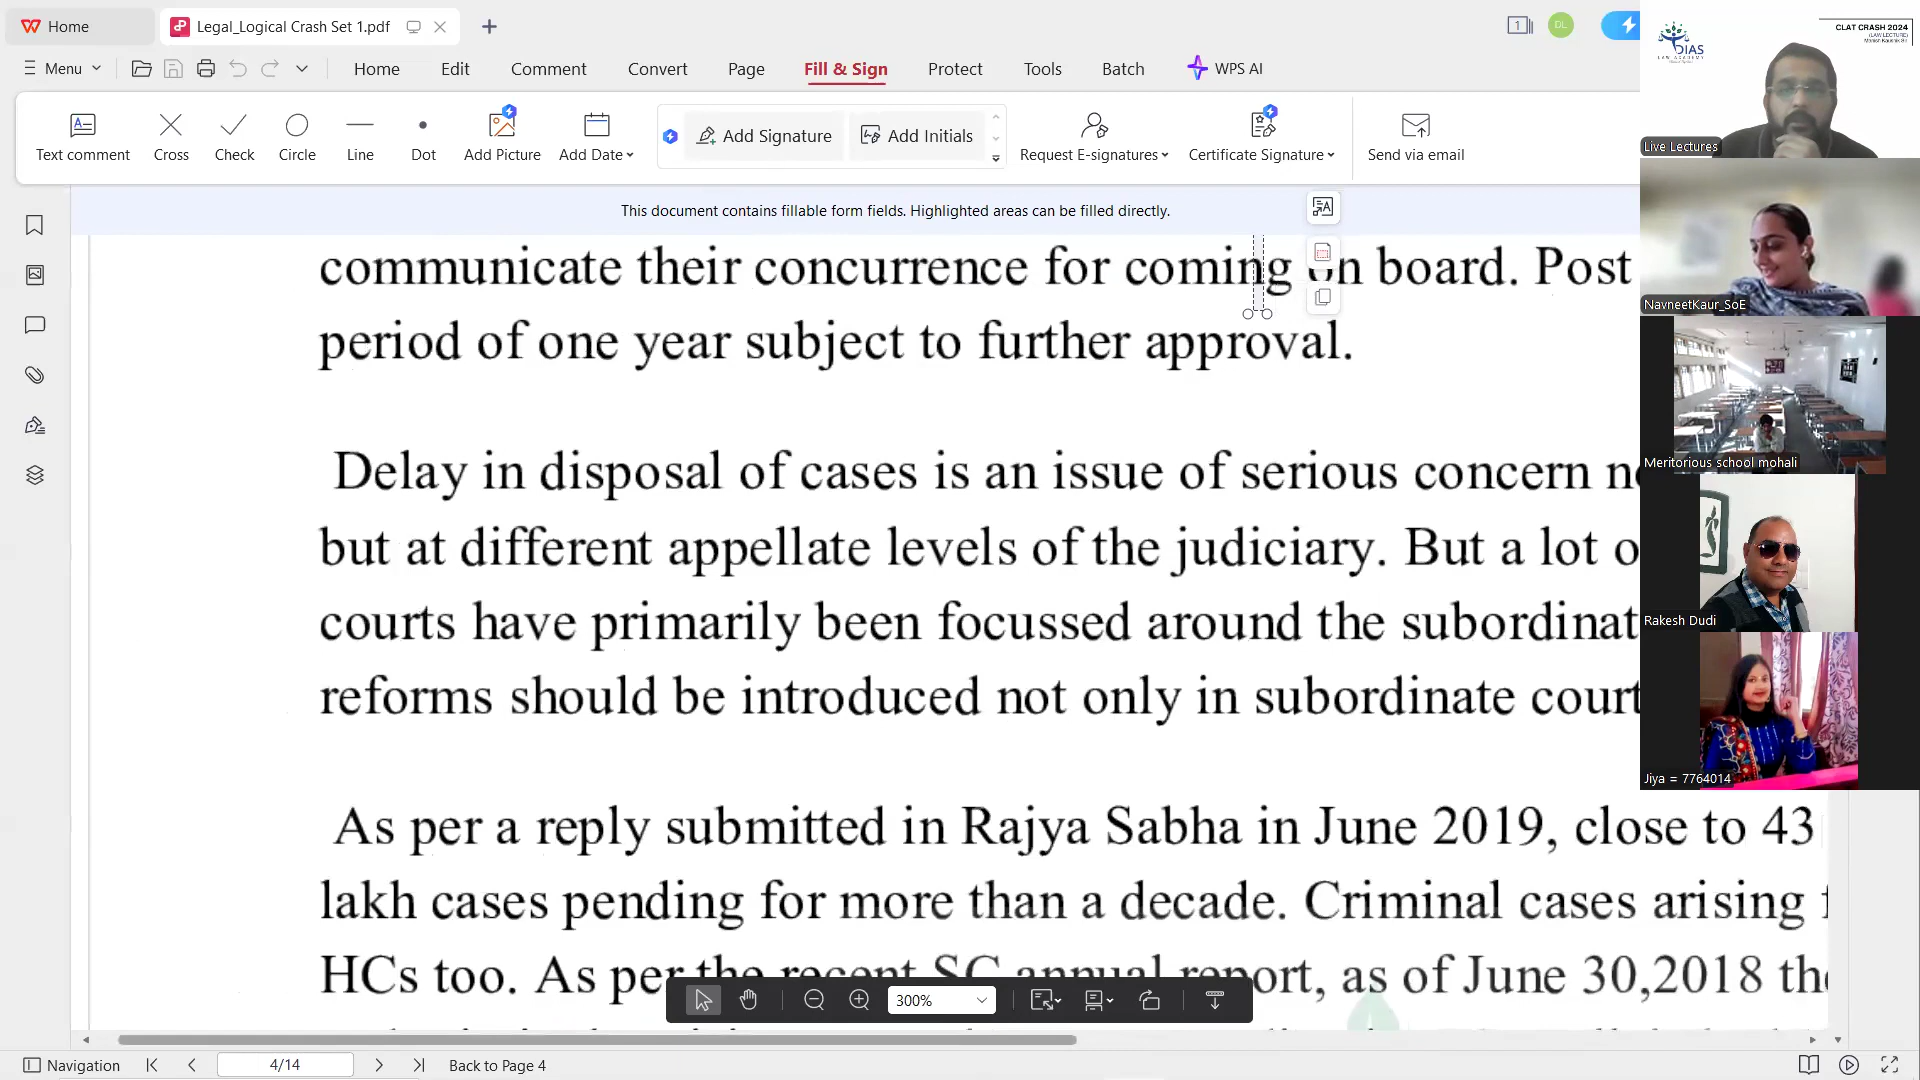 Home
Legal_Logical Crash Set 1.pdf
1
DL
Menu
Home
Edit
Comment
Convert
Page
Fill & Sign
Protect
Tools
Batch
WPS AI
Text comment
Cross
Check
Circle
Line
Dot
Add Picture
Add Date
Add Signature
Add Initials
Request E-signatures
Certificate Signature
Send via email
This document contains fillable form fields. Highlighted areas can be filled directly.
communicate their concurrence for coming on board. Post
period of one year subject to further approval.
Delay in disposal of cases is an issue of serious concern
but at different appellate levels of the judiciary. But a lot
courts have primarily been focussed around the
reforms should be introduced not only in subordinate
As per a reply submitted in Rajya Sabha in June 2019, close to 43
lakh cases pending for more than a decade. Criminal cases arising
HCs too. As per the recent SC annual report, as of June 30,2018
300%
Navigation
4/14
Back to Page 4
DIAS
LAW ACADEMY
CLAT CRASH 2024
(LAW LECTURE)
Live Lectures
NavneetKaur_SoE
Meritorious school mohali
Rakesh Dudi
Jiya = 7764014